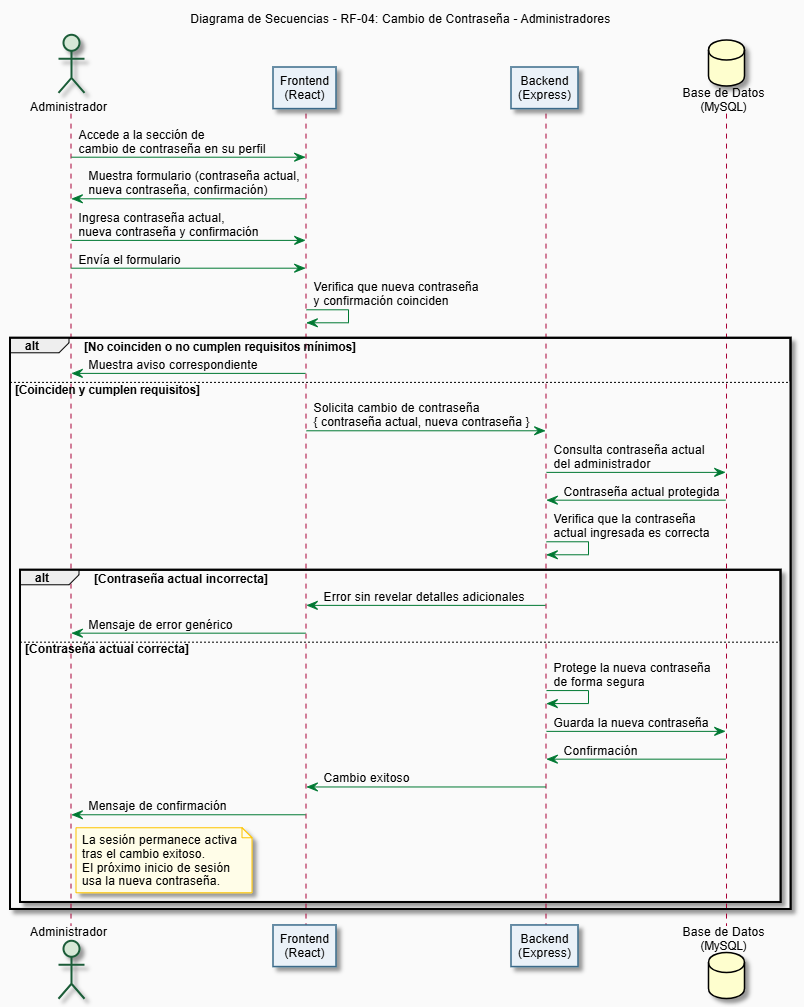 Diagrama de Secuencias - RF-04: Cambio de Contraseña - Administradores
Administrador
Frontend
(React)
Backend
(Express)
Base de Datos
(MySQL)
Accede a la sección de
cambio de contraseña en su perfil
Muestra formulario (contraseña actual,
nueva contraseña, confirmación)
Ingresa contraseña actual,
nueva contraseña y confirmación
Envía el formulario
Verifica que nueva contraseña
y confirmación coinciden
alt
[No coinciden o no cumplen requisitos mínimos]
Muestra aviso correspondiente
[Coinciden y cumplen requisitos]
Solicita cambio de contraseña
{ contraseña actual, nueva contraseña }
Consulta contraseña actual
del administrador
Contraseña actual protegida
Verifica que la contraseña
actual ingresada es correcta
alt
[Contraseña actual incorrecta]
Error sin revelar detalles adicionales
Mensaje de error genérico
[Contraseña actual correcta]
Protege la nueva contraseña
de forma segura
Guarda la nueva contraseña
Confirmación
Cambio exitoso
Mensaje de confirmación
La sesión permanece activa
tras el cambio exitoso.
El próximo inicio de sesión
usa la nueva contraseña.
Administrador
Frontend
(React)
Backend
(Express)
Base de Datos
(MySQL)